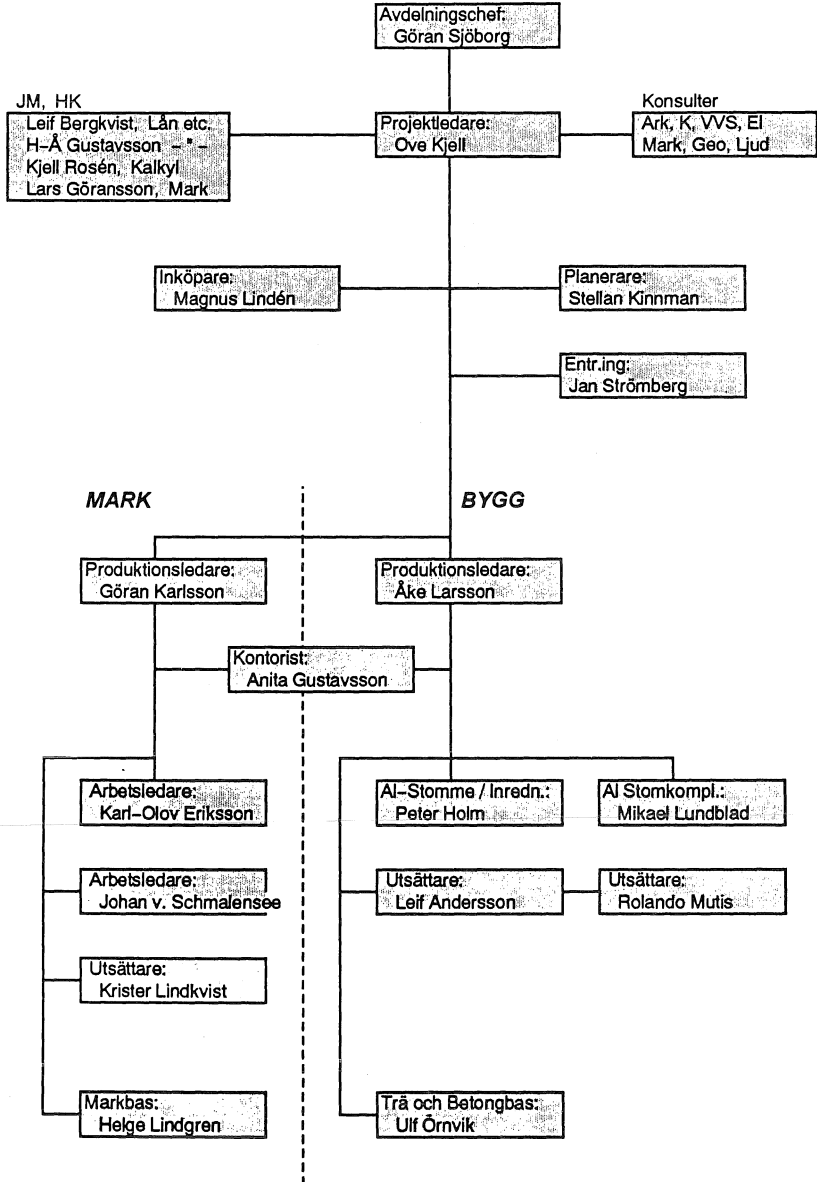 Avdelningschef:
Göran Sjöborg
JM, HK
Leif Bergkvist, Lån etc.
H-Å Gustavsson -"-
Kjell Rosén, Kalkyl
Lars Göransson, Mark
Projektledare:
Ove Kjell
Konsulter
Ark, K, VVS, El
Mark, Geo, Ljud
Inköpare:
Magnus Lindén
Planerare:
Stellan Kinnman
Entr.ing:
Jan Strömberg
MARK
BYGG
Produktionsledare:
Göran Karlsson
Produktionsledare:
Åke Larsson
Kontorist:
Anita Gustavsson
Arbetsledare:
Karl-Olov Eriksson
Al-Stomme / Inredn.:
Peter Holm
Al Stomkompl.:
Mikael Lundblad
Arbetsledare:
Johan v. Schmalensee
Utsättare:
Leif Andersson
Utsättare:
Rolando Mutis
Utsättare:
Krister Lindkvist
Markbas:
Helge Lindgren
Trä och Betongbas:
Ulf Örnvik